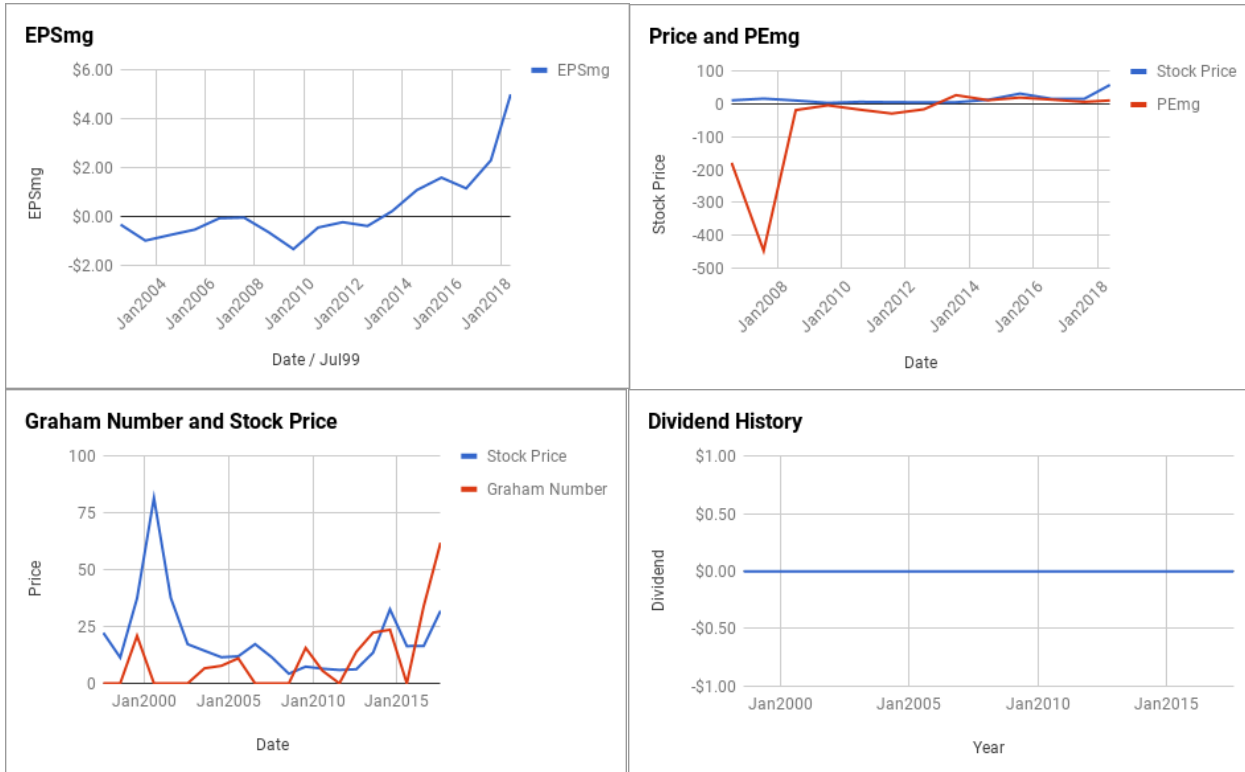 EPSmg
EPSmg
$6.00
$4.00
$2.00
$0.00
-$2.00
EPSmg
Jan2004
Jan2006
Jan2008
Jan2010
Jan2012
Jan2014
Jan2016
Jan2018
Date / Jul99
Price and PEmg
Stock Price
PEmg
100
0
-100
-200
-300
-400
-500
Stock Price
Jan2008
Jan2010
Jan2012
Jan2014
Jan2016
Jan2018
Date
Graham Number and Stock Price
Stock Price
Graham Number
100
75
50
25
0
Price
Jan2000
Jan2005
Jan2010
Jan2015
Date
Dividend History
$1.00
$0.50
$0.00
-$0.50
-$1.00
Dividend
Jan2000
Jan2005
Jan2010
Jan2015
Year